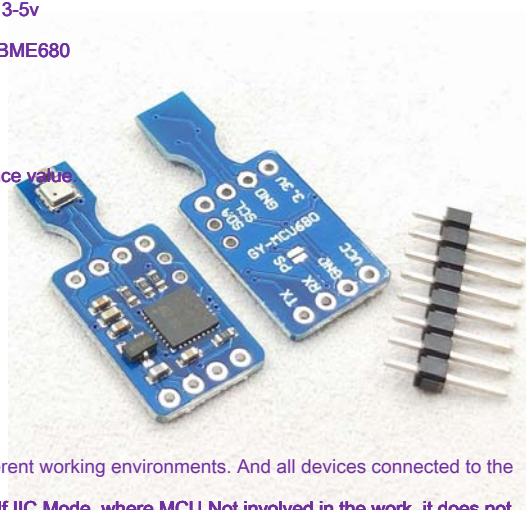 3-5v
BME680
ce value
3.3V
GND
SCL
SDA
GY-MCU680
PS
VCC
GND
RX
TX
erent working environments. And all devices connected to the
If IIC Mode, where MCU Not involved in the work, it does not